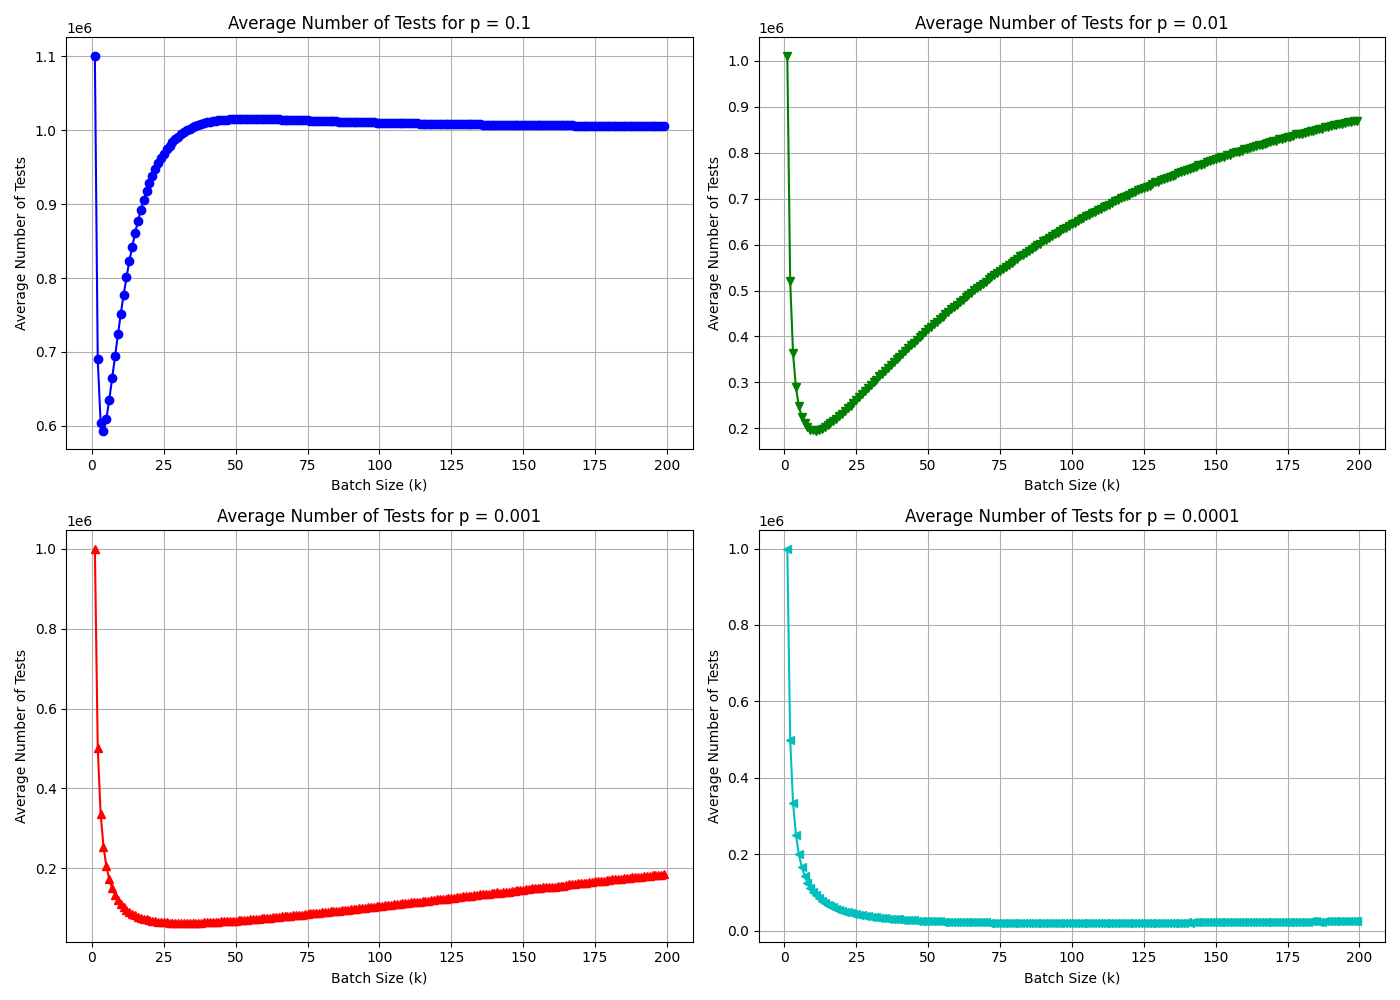 Average Number of Tests for p = 0.1
1e6
Average Number of Tests
1.1
1.0
0.9
0.8
0.7
0.6
0 25 50 75 100 125 150 175 200
Batch Size (k)
Average Number of Tests for p = 0.01
1e6
Average Number of Tests
1.0
0.9
0.8
0.7
0.6
0.5
0.4
0.3
0.2
0 25 50 75 100 125 150 175 200
Batch Size (k)
Average Number of Tests for p = 0.001
1e6
Average Number of Tests
1.0
0.8
0.6
0.4
0.2
0 25 50 75 100 125 150 175 200
Batch Size (k)
Average Number of Tests for p = 0.0001
1e6
Average Number of Tests
1.0
0.8
0.6
0.4
0.2
0.0
0 25 50 75 100 125 150 175 200
Batch Size (k)